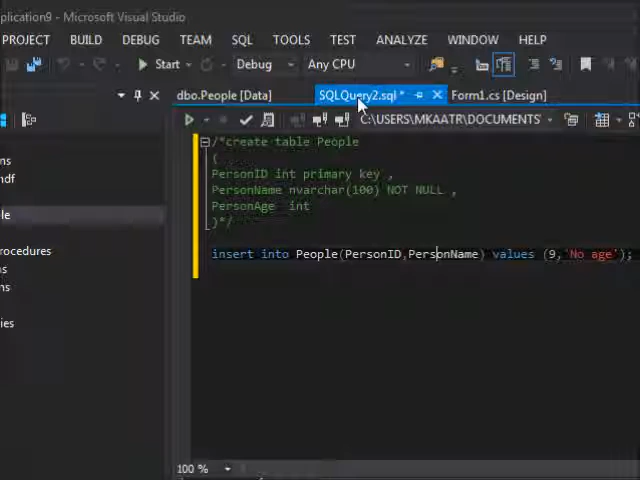 plication9 - Microsoft Visual Studio
PROJECT BUILD DEBUG TEAM SQL TOOLS TEST ANALYZE WINDOW HELP
Start Debug Any CPU
dbo.People [Data] SQLQuery2.sql * Form1.cs [Design]
C:\USERS\MKAATR\DOCUMENTS
/*create table People
(
PersonID int primary key ,
PersonName nvarchar(100) NOT NULL ,
PersonAge int
)*/
insert into People(PersonID,PersonName) values (9,'No age');
ns
ndf
le
rocedures
s
ns
ies
100 %